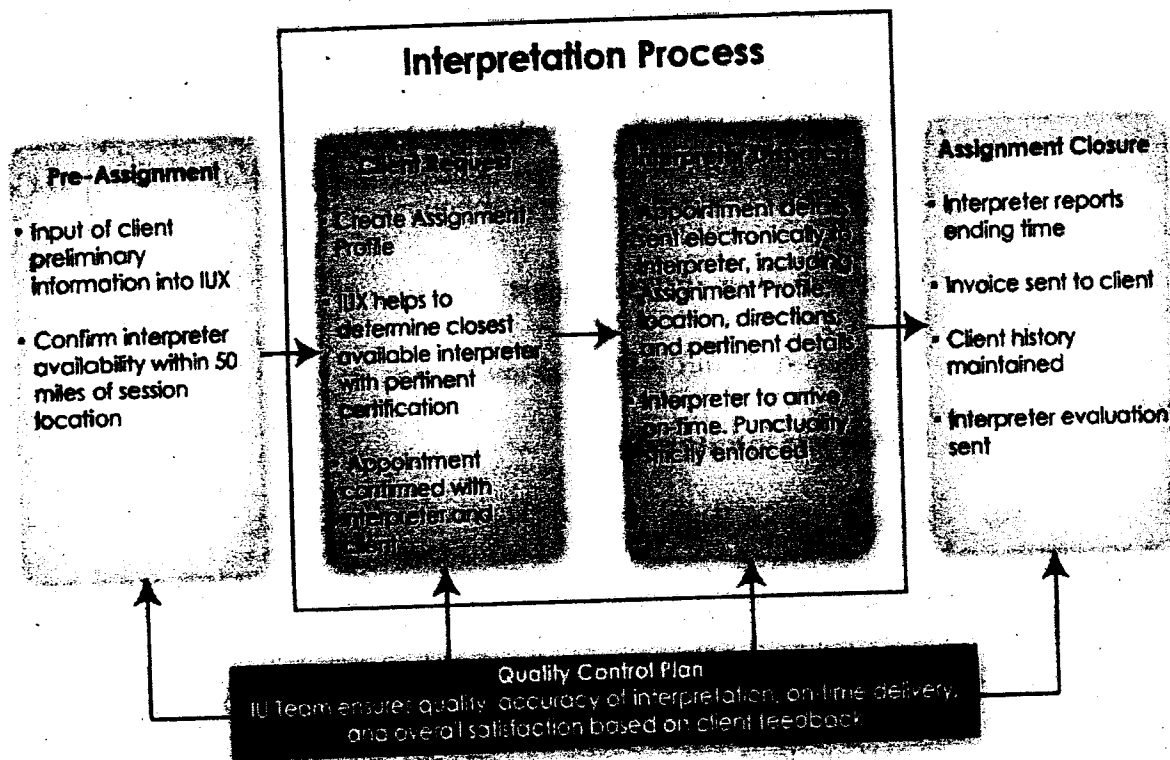 Interpretation Process
Pre-Assignment
• Input of client
preliminary
information into IUX
• Confirm interpreter
availability within 50
miles of session
location
Client Request
Create Assignment
Profile
IUX helps to
determine closest
available interpreter
with pertinent
certification
Appointment
confirmed with
interpreter and
Interpreter
Appointment details
sent electronically to
interpreter, including
Assignment Profile,
location, directions,
and pertinent details
Interpreter to arrive
on-time. Punctuality
strictly enforced
Assignment Closure
• Interpreter reports
ending time
• Invoice sent to client
• Client history
maintained
• Interpreter evaluation
sent
Quality Control Plan
IU Team ensures quality, accuracy of interpretation, on-time delivery,
and overall satisfaction based on client feedback